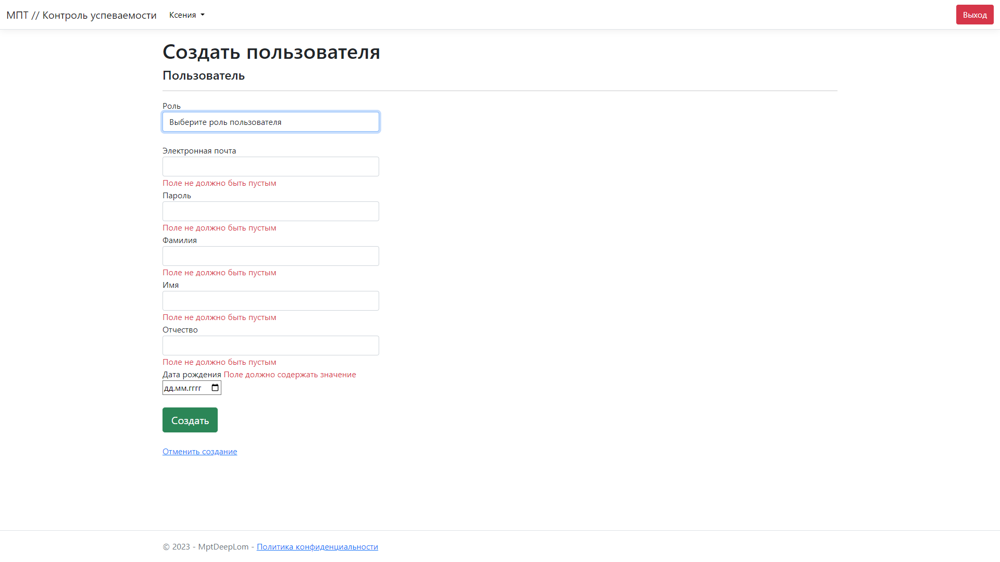 МПТ // Контроль успеваемости
Ксения
Выход
Создать пользователя
Пользователь
Роль
Выберите роль пользователя
Электронная почта
Поле не должно быть пустым
Пароль
Поле не должно быть пустым
Фамилия
Поле не должно быть пустым
Имя
Поле не должно быть пустым
Отчество
Поле не должно быть пустым
Дата рождения Поле должно содержать значение
дд.мм.гггг
Создать
Отменить создание
© 2023 - MptDeepLom - Политика конфиденциальности